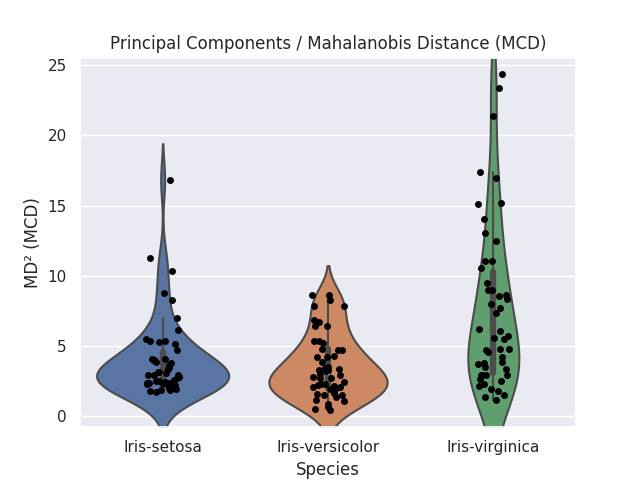 Principal Components / Mahalanobis Distance (MCD)
25
20
15
10
5
0
MD² (MCD)
Iris-setosa
Iris-versicolor
Iris-virginica
Species